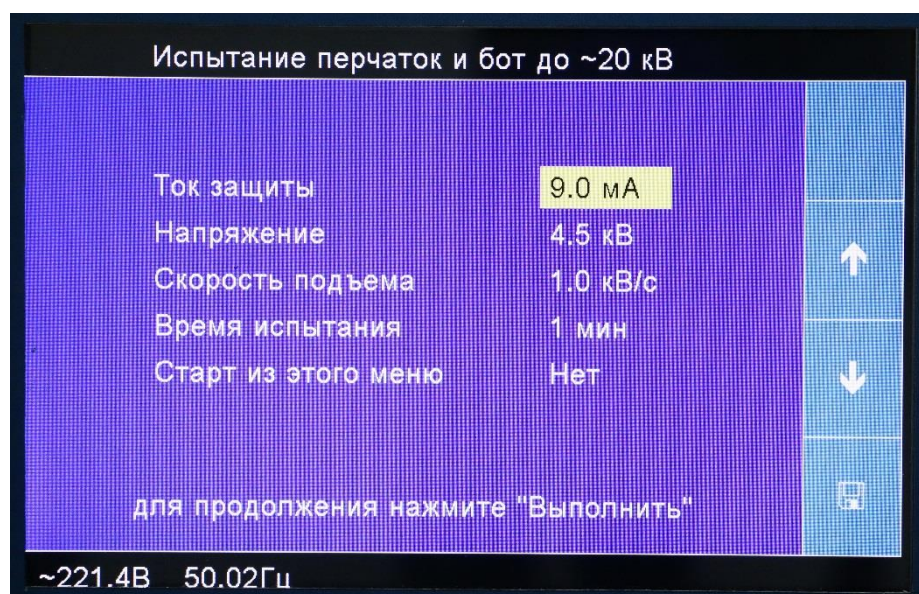 Испытание перчаток и бот до ~20 кВ
Ток защиты 9.0 мА
Напряжение 4.5 кВ
Скорость подъема 1.0 кВ/с
Время испытания 1 мин
Старт из этого меню Нет
для продолжения нажмите "Выполнить"
~221.4В 50.02Гц